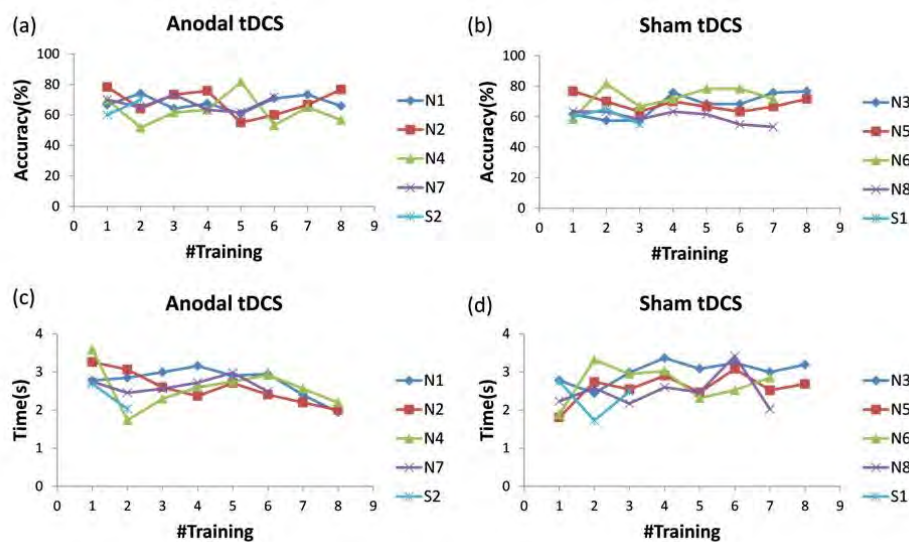 (a)
Anodal tDCS
Accuracy(%)
100
80
60
40
20
0
0 1 2 3 4 5 6 7 8 9
#Training
N1
N2
N4
N7
S2
(b)
Sham tDCS
Accuracy(%)
100
80
60
40
20
0
0 1 2 3 4 5 6 7 8 9
#Training
N3
N5
N6
N8
S1
(c)
Anodal tDCS
Time(s)
4
3
2
1
0
0 1 2 3 4 5 6 7 8 9
#Training
N1
N2
N4
N7
S2
(d)
Sham tDCS
Time(s)
4
3
2
1
0
0 1 2 3 4 5 6 7 8 9
#Training
N3
N5
N6
N8
S1